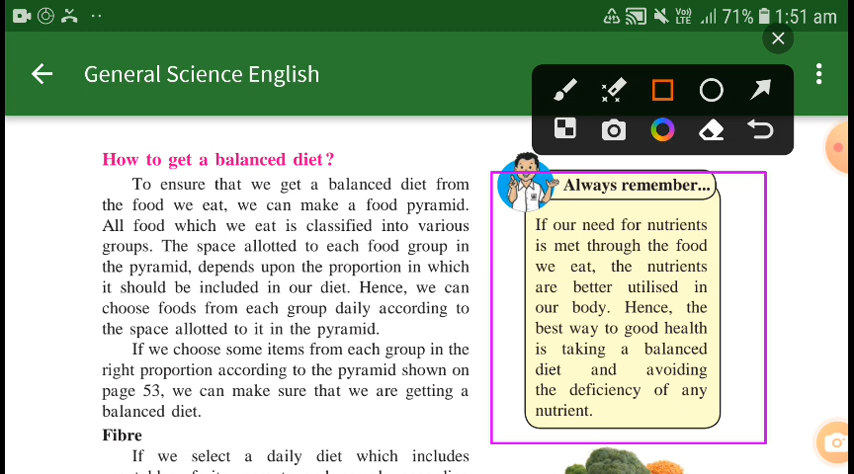 Vo))
LTE
71%
1:51 am
General Science English
How to get a balanced diet?
To ensure that we get a balanced diet from
the food we eat, we can make a food pyramid.
All food which we eat is classified into various
groups. The space allotted to each food group in
the pyramid, depends upon the proportion in which
it should be included in our diet. Hence, we can
choose foods from each group daily according to
the space allotted to it in the pyramid.
If we choose some items from each group in the
right proportion according to the pyramid shown on
page 53, we can make sure that we are getting a
balanced diet.
Fibre
If we select a daily diet which includes
Always remember...
If our need for nutrients
is met through the food
we eat, the nutrients
are better utilised in
our body. Hence, the
best way to good health
is taking a balanced
diet and avoiding
the deficiency of any
nutrient.